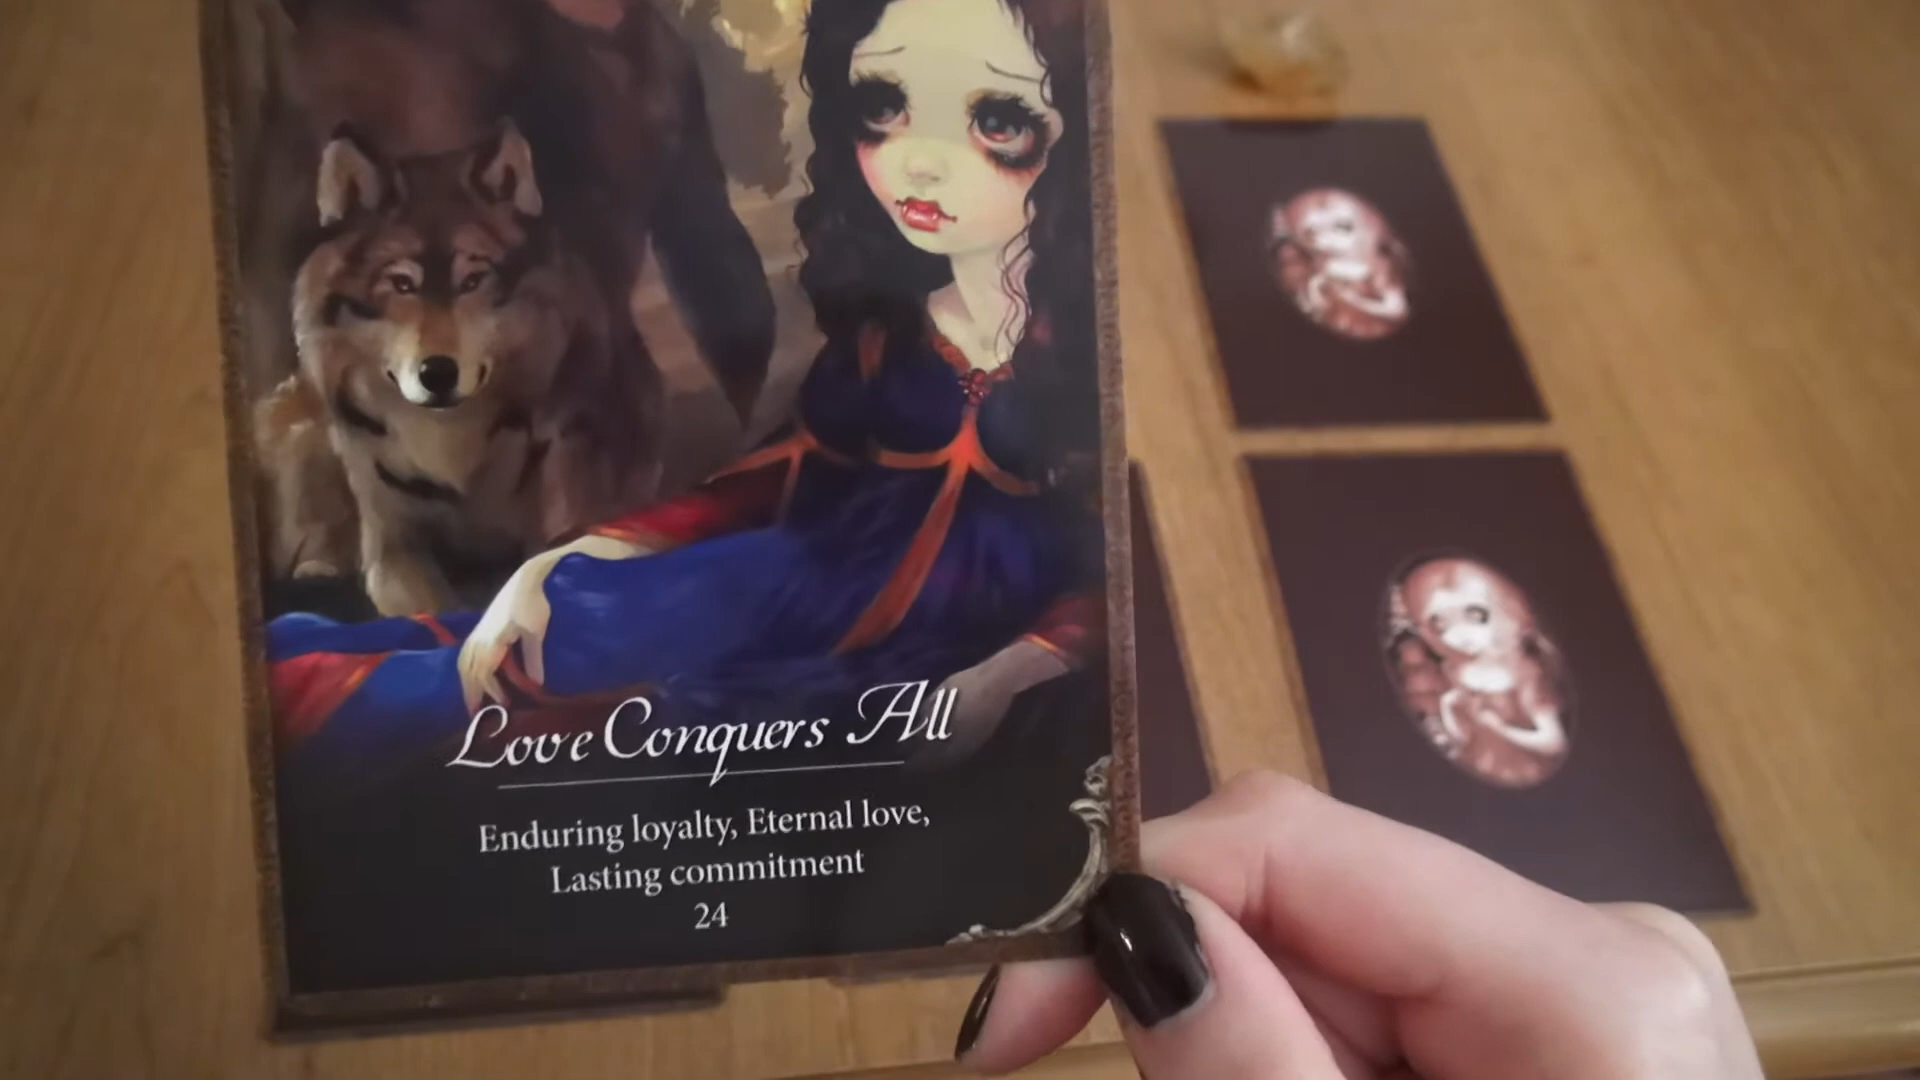 Love Conquers All
Enduring loyalty, Eternal love,
Lasting commitment
24